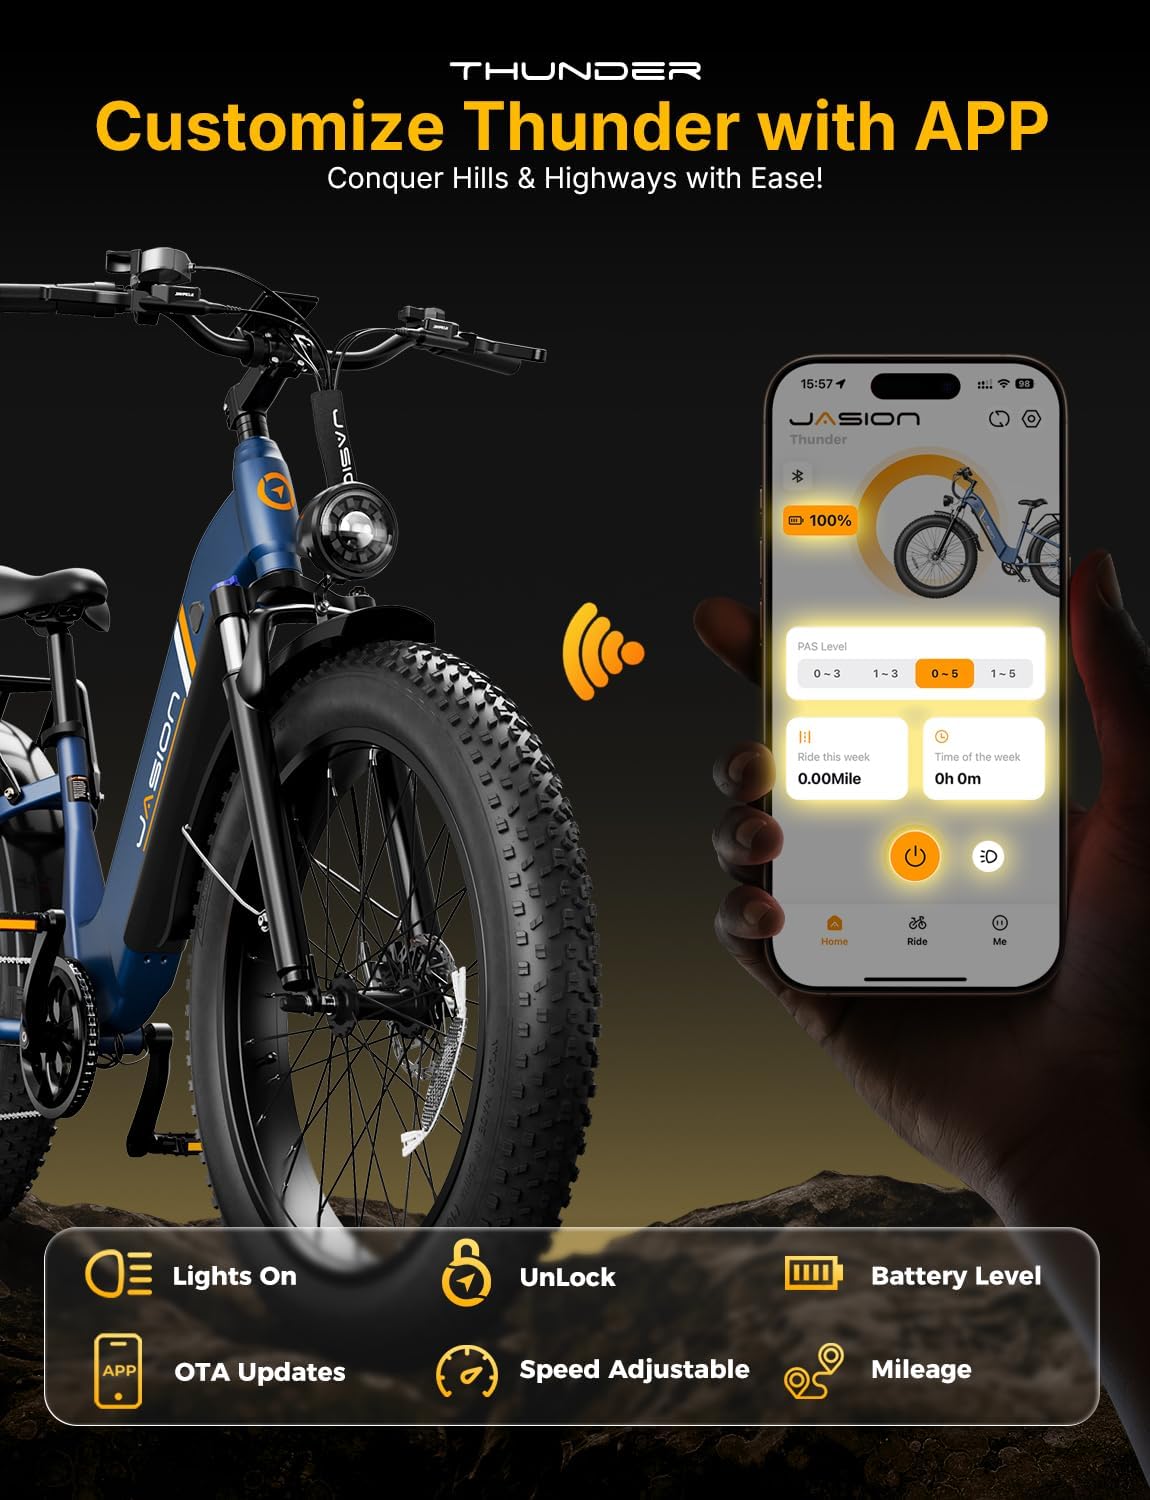 THUNDER
Customize Thunder with APP
Conquer Hills & Highways with Ease!
JASION
JASION
15:57
98
JASION
Thunder
100%
PAS Level
0 ~ 3
1 ~ 3
0 ~ 5
1 ~ 5
Ride this week
Time of the week
0.00Mile
0h 0m
Home
Ride
Me
Lights On
UnLock
Battery Level
APP
OTA Updates
Speed Adjustable
Mileage